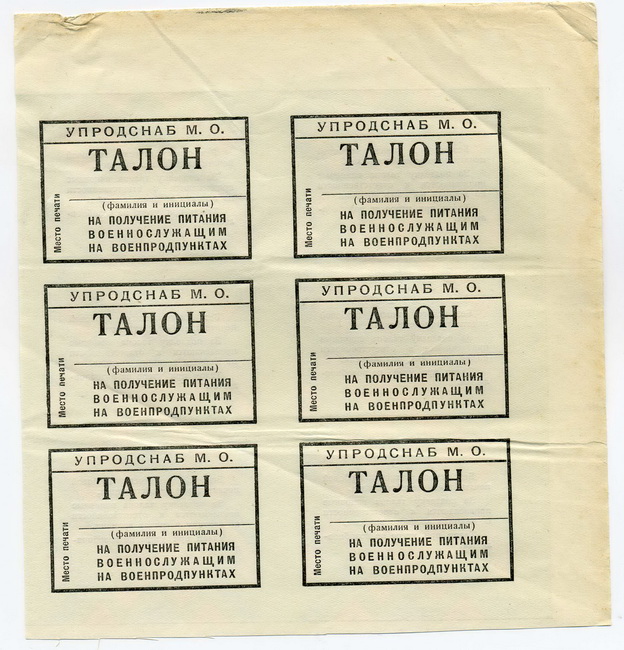 УПРОДСНАБ М. О.
ТАЛОН
(фамилия и инициалы)
Место печати
НА ПОЛУЧЕНИЕ ПИТАНИЯ
ВОЕННОСЛУЖАЩИМ
НА ВОЕНПРОДПУНКТАХ
УПРОДСНАБ М. О.
ТАЛОН
(фамилия и инициалы)
Место печати
НА ПОЛУЧЕНИЕ ПИТАНИЯ
ВОЕННОСЛУЖАЩИМ
НА ВОЕНПРОДПУНКТАХ
УПРОДСНАБ М. О.
ТАЛОН
(фамилия и инициалы)
Место печати
НА ПОЛУЧЕНИЕ ПИТАНИЯ
ВОЕННОСЛУЖАЩИМ
НА ВОЕНПРОДПУНКТАХ
УПРОДСНАБ М. О.
ТАЛОН
(фамилия и инициалы)
Место печати
НА ПОЛУЧЕНИЕ ПИТАНИЯ
ВОЕННОСЛУЖАЩИМ
НА ВОЕНПРОДПУНКТАХ
УПРОДСНАБ М. О.
ТАЛОН
(фамилия и инициалы)
Место печати
НА ПОЛУЧЕНИЕ ПИТАНИЯ
ВОЕННОСЛУЖАЩИМ
НА ВОЕНПРОДПУНКТАХ
УПРОДСНАБ М. О.
ТАЛОН
(фамилия и инициалы)
Место печати
НА ПОЛУЧЕНИЕ ПИТАНИЯ
ВОЕННОСЛУЖАЩИМ
НА ВОЕНПРОДПУНКТАХ